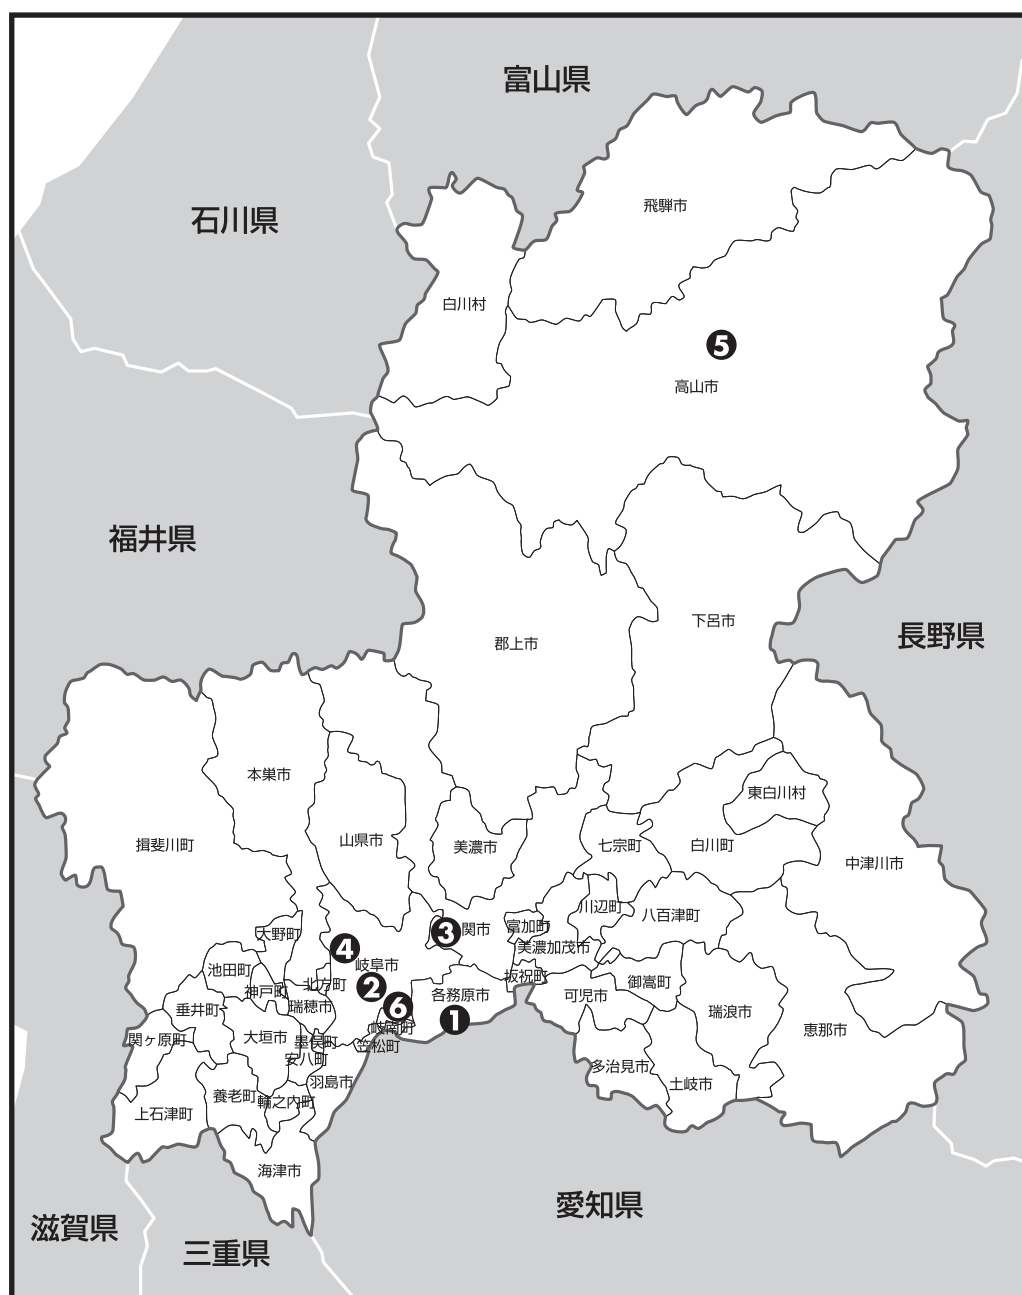 富山県
石川県
飛騨市
白川村
❺
高山市
福井県
下呂市
長野県
郡上市
本巣市
東白川村
山県市
揖斐川町
美濃市
七宗町
白川町
中津川市
川辺町
八百津町
富加町
❸
関市
大野町
❹
美濃加茂市
岐阜市
池田町
坂祝町
御嵩町
北方町
❷
神戸町
各務原市
可児市
瑞穂市
❻
垂井町
瑞浪市
❶
岐南町
恵那市
大垣市
関ヶ原町
墨俣町
笠松町
安八町
多治見市
羽島市
土岐市
養老町
輪之内町
上石津町
海津市
愛知県
滋賀県
三重県